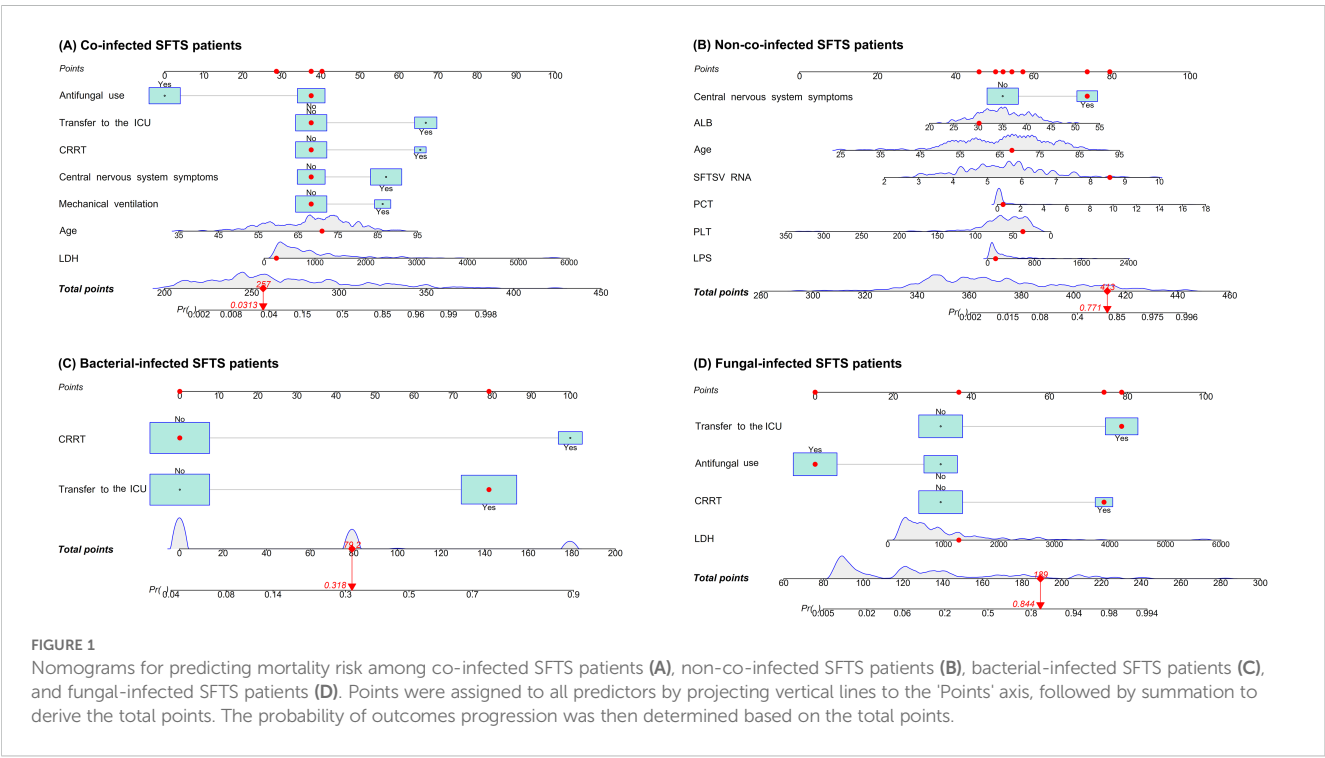 (A) Co-infected SFTS patients
Points
0 10 20 30 40 50 60 70 80 90 100
Yes
Antifungal use
No
No
Transfer to the ICU
Yes
No
CRRT
Yes
No
Central nervous system symptoms
Yes
No
Mechanical ventilation
Yes
Age
35 45 55 65 75 85 95
LDH
0 1000 2000 3000 4000 5000 6000
257
Total points
200 250 300 350 400 450
0.0313
Pr( )
0.002 0.008 0.04 0.15 0.5 0.85 0.96 0.99 0.998
(B) Non-co-infected SFTS patients
Points
0 20 40 60 80 100
No
Central nervous system symptoms
Yes
ALB
20 25 30 35 40 45 50 55
Age
25 35 45 55 65 75 85 95
SFTSV RNA
2 3 4 5 6 7 8 9 10
PCT
0 2 4 6 8 10 12 14 16 18
PLT
350 300 250 200 150 100 50 0
LPS
0 800 1600 2400
413
Total points
260 280 300 320 340 360 380 400 420 440 460
0.771
Pr( )
0.002 0.015 0.08 0.4 0.85 0.975 0.996
(C) Bacterial-infected SFTS patients
Points
0 10 20 30 40 50 60 70 80 90 100
No
CRRT
Yes
No
Transfer to the ICU
Yes
79.2
Total points
0 20 40 60 80 100 120 140 160 180 200
0.318
Pr( )
0.04 0.08 0.14 0.3 0.5 0.7 0.9
(D) Fungal-infected SFTS patients
Points
0 20 40 60 80 100
No
Transfer to the ICU
Yes
Yes
Antifungal use
No
No
CRRT
Yes
LDH
0 1000 2000 3000 4000 5000 6000
189
Total points
60 80 100 120 140 160 180 200 220 240 260 280 300
0.844
Pr( )
0.005 0.02 0.06 0.2 0.5 0.8 0.94 0.98 0.994
FIGURE 1
Nomograms for predicting mortality risk among co-infected SFTS patients (A), non-co-infected SFTS patients (B), bacterial-infected SFTS patients (C),
and fungal-infected SFTS patients (D). Points were assigned to all predictors by projecting vertical lines to the 'Points' axis, followed by summation to
derive the total points. The probability of outcomes progression was then determined based on the total points.